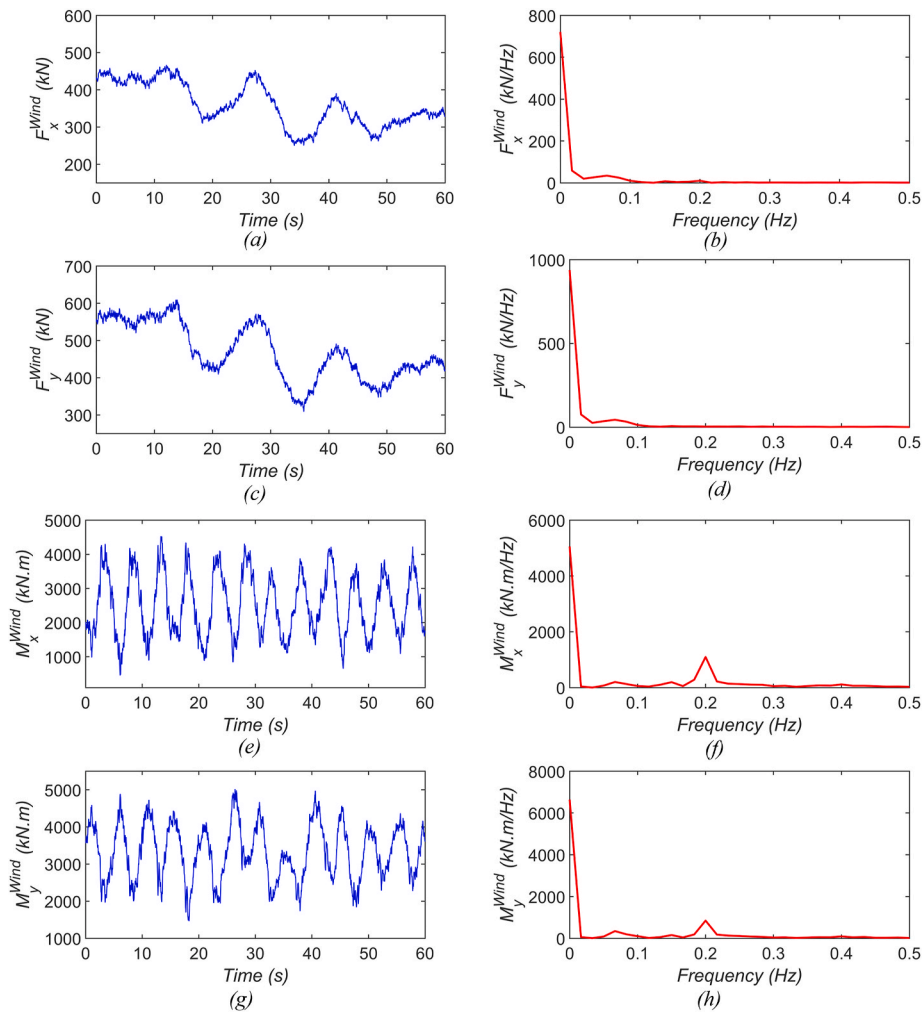 600
500
400
300
200
0 10 20 30 40 50 60
F_x^Wind (kN)
Time (s)
(a)
800
600
400
200
0
0 0.1 0.2 0.3 0.4 0.5
F_x^Wind (kN/Hz)
Frequency (Hz)
(b)
700
600
500
400
300
0 10 20 30 40 50 60
F_y^Wind (kN)
Time (s)
(c)
1000
500
0
0 0.1 0.2 0.3 0.4 0.5
F_y^Wind (kN/Hz)
Frequency (Hz)
(d)
5000
4000
3000
2000
1000
0 10 20 30 40 50 60
M_x^Wind (kN.m)
Time (s)
(e)
6000
4000
2000
0
0 0.1 0.2 0.3 0.4 0.5
M_x^Wind (kN.m/Hz)
Frequency (Hz)
(f)
5000
4000
3000
2000
1000
0 10 20 30 40 50 60
M_y^Wind (kN.m)
Time (s)
(g)
8000
6000
4000
2000
0
0 0.1 0.2 0.3 0.4 0.5
M_y^Wind (kN.m/Hz)
Frequency (Hz)
(h)